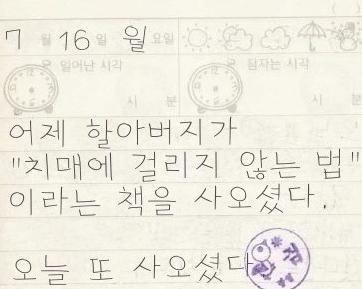 7 월 16 일 월 요일
일어난 시각 잠자는 시각
시 분 시 분
어제 할아버지가
"치매에 걸리지 않는 법"
이라는 책을 사오셨다.
오늘 또 사오셨다